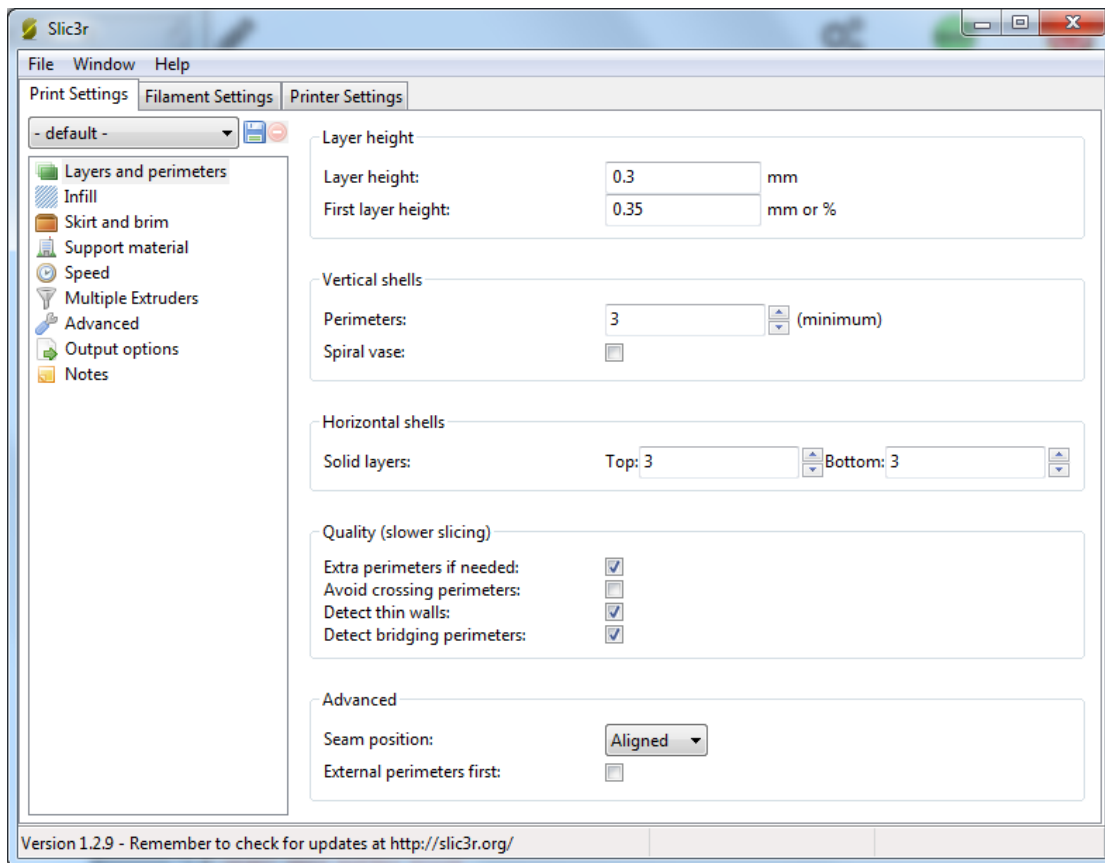 Slic3r
File Window Help
Print Settings Filament Settings Printer Settings
- default -
Layers and perimeters
Infill
Skirt and brim
Support material
Speed
Multiple Extruders
Advanced
Output options
Notes
Layer height
Layer height: 0.3 mm
First layer height: 0.35 mm or %
Vertical shells
Perimeters: 3 (minimum)
Spiral vase:
Horizontal shells
Solid layers: Top: 3 Bottom: 3
Quality (slower slicing)
Extra perimeters if needed:
Avoid crossing perimeters:
Detect thin walls:
Detect bridging perimeters:
Advanced
Seam position: Aligned
External perimeters first:
Version 1.2.9 - Remember to check for updates at http://slic3r.org/